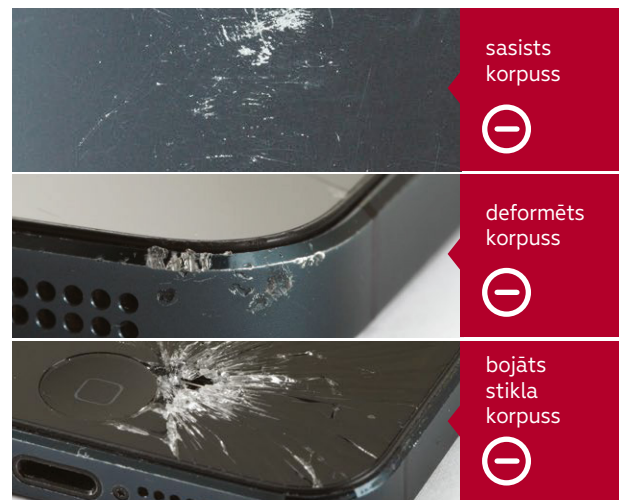 sasists
korpuss
deformēts
korpuss
bojāts
stikla
korpuss